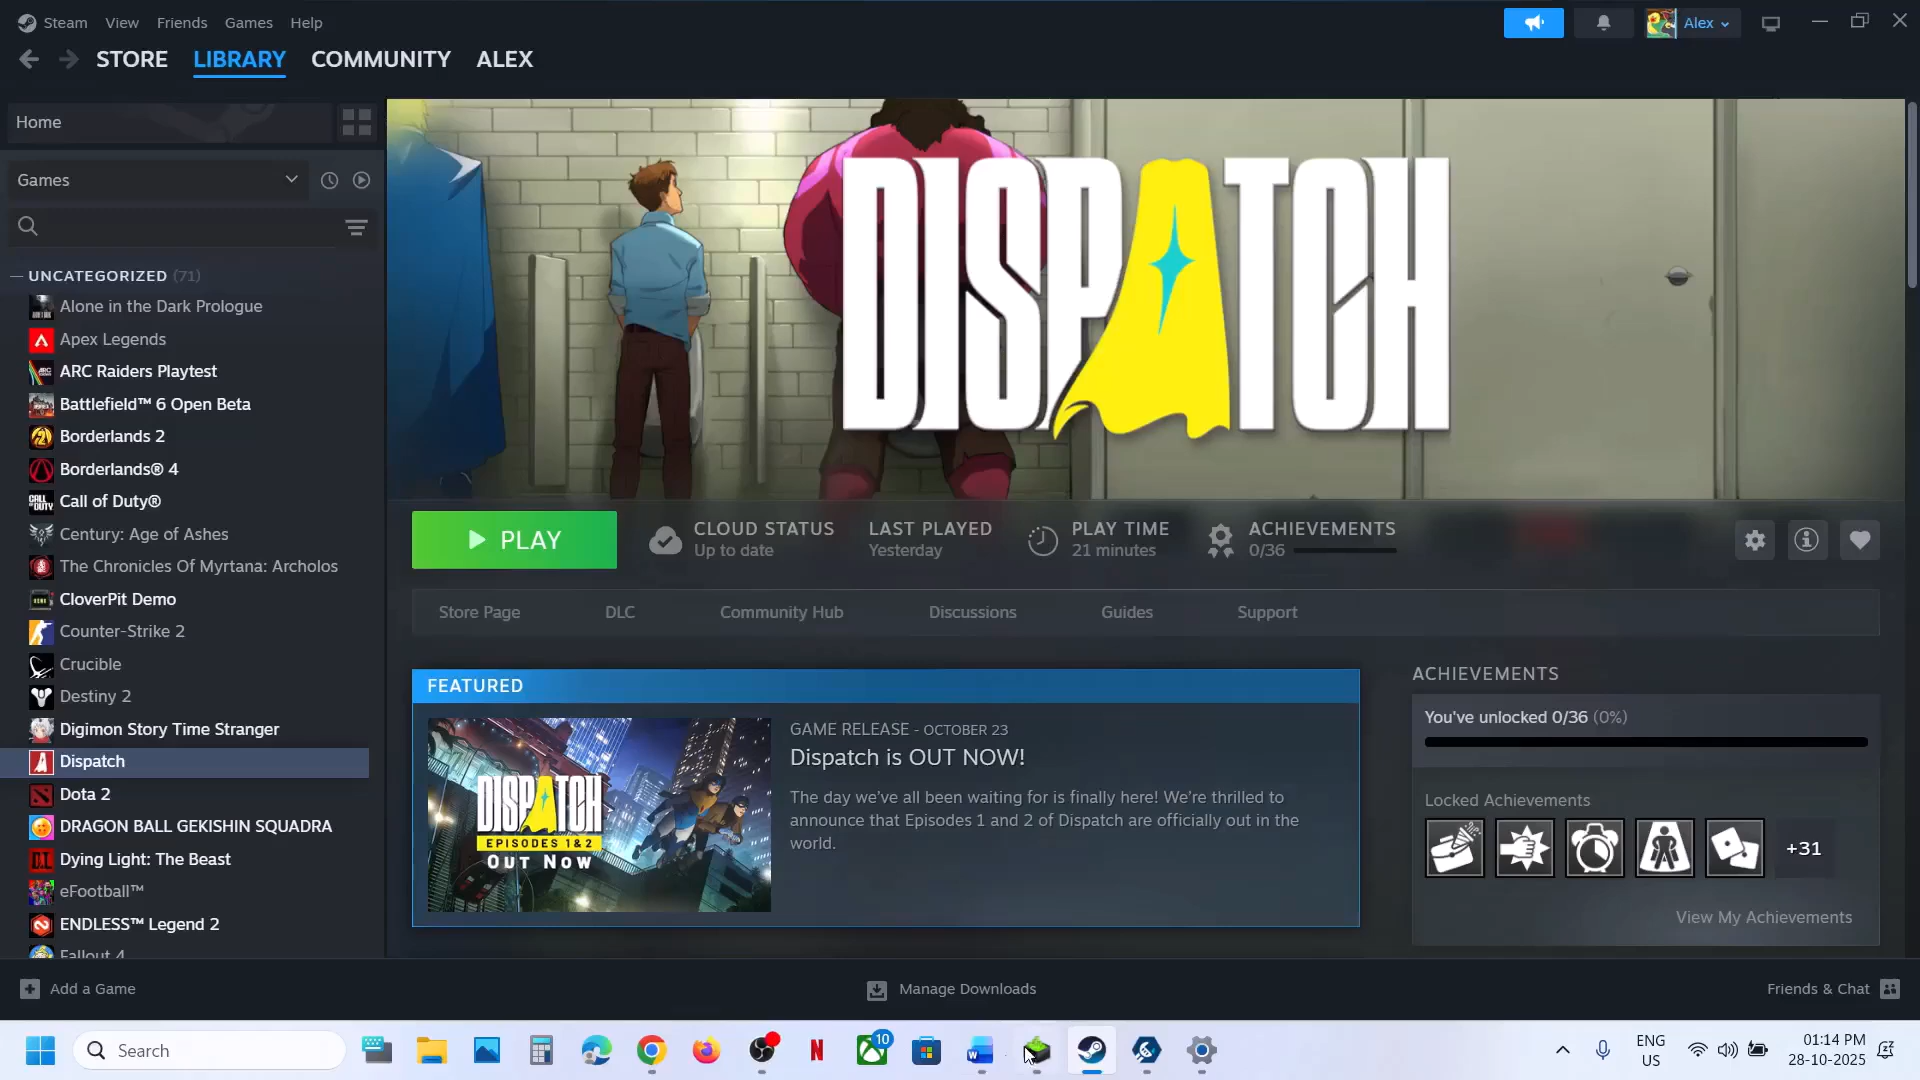 Steam View Friends Games Help
Alex
STORE LIBRARY COMMUNITY ALEX
Home
Games
UNCATEGORIZED (71)
Alone in the Dark Prologue
Apex Legends
ARC Raiders Playtest
Battlefield™ 6 Open Beta
Borderlands 2
Borderlands® 4
Call of Duty®
Century: Age of Ashes
The Chronicles Of Myrtana: Archolos
CloverPit Demo
Counter-Strike 2
Crucible
Destiny 2
Digimon Story Time Stranger
Dispatch
Dota 2
DRAGON BALL GEKISHIN SQUADRA
Dying Light: The Beast
eFootball™
ENDLESS™ Legend 2
Fallout 4
DISPATCH
PLAY
CLOUD STATUS
Up to date
LAST PLAYED
Yesterday
PLAY TIME
21 minutes
ACHIEVEMENTS
0/36
Store Page DLC Community Hub Discussions Guides Support
FEATURED
DISPATCH
EPISODES 1&2
OUT NOW
GAME RELEASE - OCTOBER 23
Dispatch is OUT NOW!
The day we've all been waiting for is finally here! We're thrilled to
announce that Episodes 1 and 2 of Dispatch are officially out in the
world.
ACHIEVEMENTS
You've unlocked 0/36 (0%)
Locked Achievements
+31
View My Achievements
Add a Game
Manage Downloads
Friends & Chat
Search
10
ENG
US
01:14 PM
28-10-2025